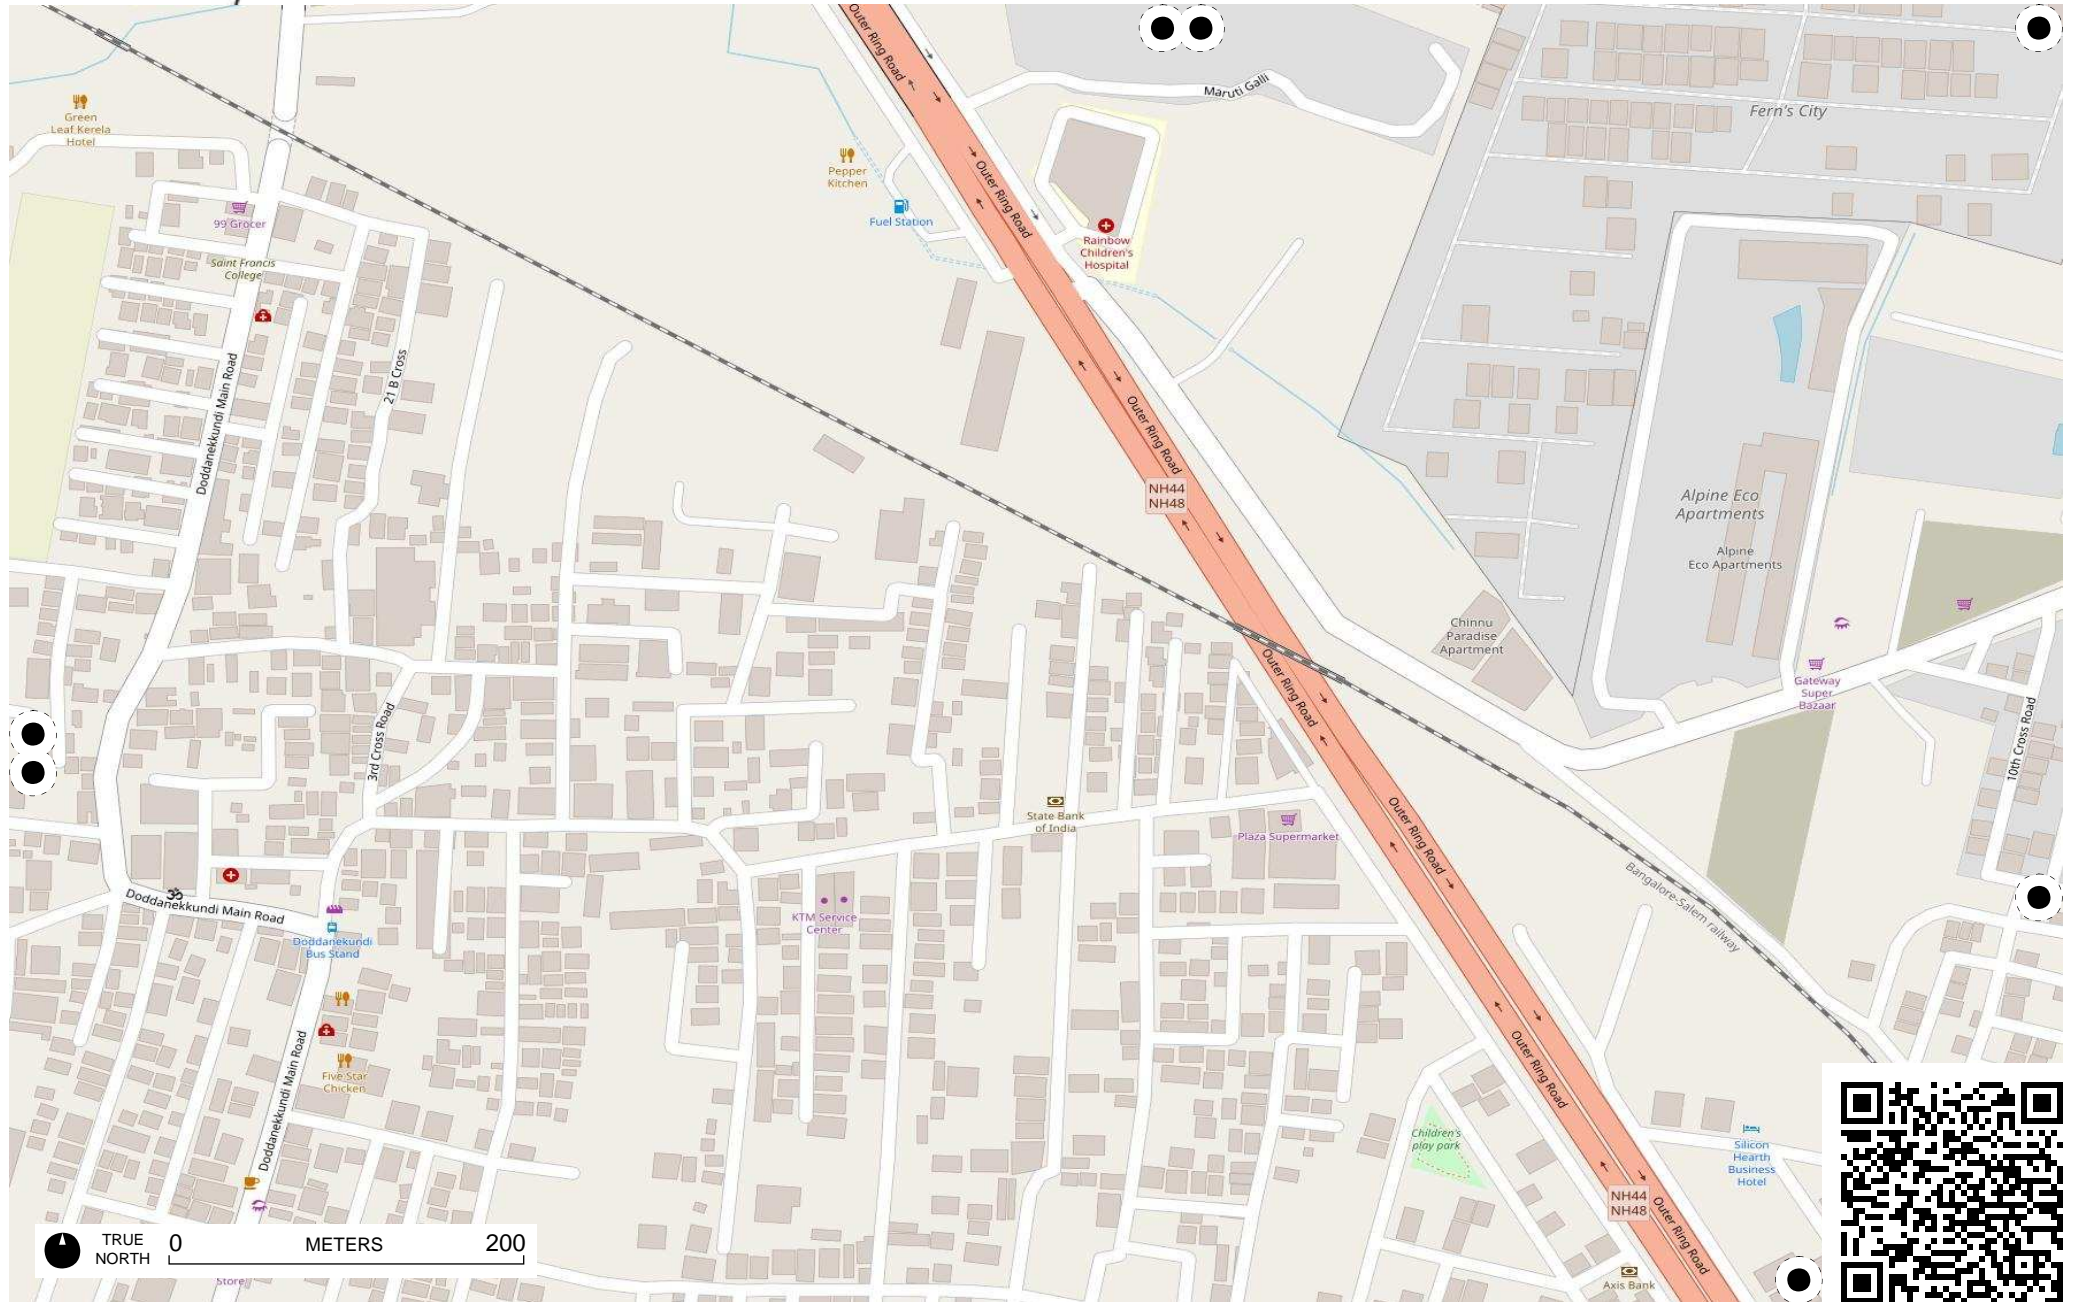 Outer Ring Road
Maruti Galli
Fern's City
Green
Leaf Kerela
Hotel
Pepper
Kitchen
Outer Ring Road
99 Grocer
Fuel Station
Rainbow
Children's
Hospital
Saint Francis
College
21 B Cross
Doddanekkundi Main Road
Outer Ring Road
NH44
NH48
Alpine Eco
Apartments
Alpine
Eco Apartments
Chinnu
Paradise
Apartment
Outer Ring Road
Gateway
Super
Bazaar
10th Cross Road
3rd Cross Road
State Bank
of India
Plaza Supermarket
Outer Ring Road
Bangalore-Salem railway
ॐ
Doddanekkundi Main Road
KTM Service
Center
Doddanekundi
Bus Stand
Five Star
Chicken
Doddanekkundi Main Road
Outer Ring Road
Children's
play park
Silicon
Hearth
Business
Hotel
NH44
NH48
Outer Ring Road
TRUE
NORTH
0 METERS 200
Store
Axis Bank